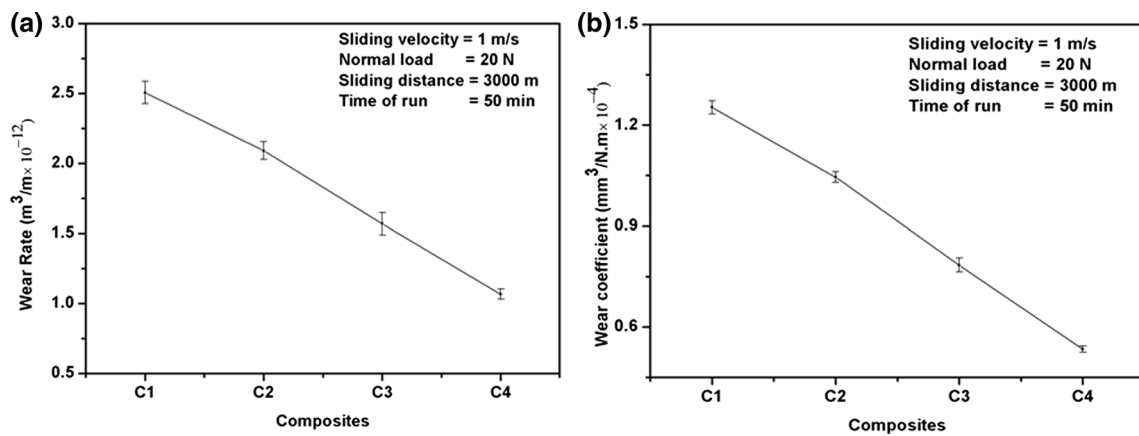 (a)
3.0
2.5
2.0
1.5
1.0
0.5
Wear Rate (m³/m× 10⁻¹²)
Sliding velocity = 1 m/s
Normal load = 20 N
Sliding distance = 3000 m
Time of run = 50 min
C1 C2 C3 C4
Composites
(b)
1.5
1.2
0.9
0.6
Wear coefficient (mm³/N.m× 10⁻⁴)
Sliding velocity = 1 m/s
Normal load = 20 N
Sliding distance = 3000 m
Time of run = 50 min
C1 C2 C3 C4
Composites